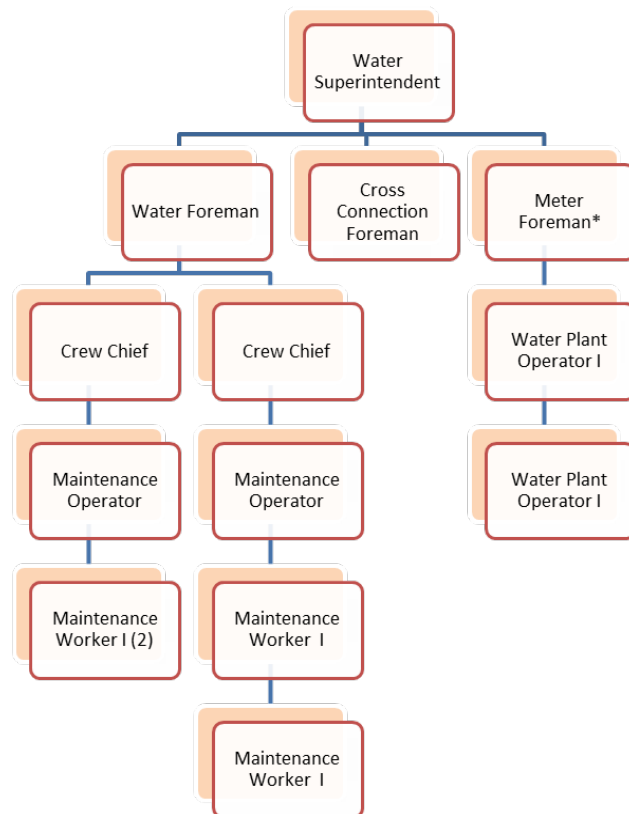 Water
Superintendent
Water Foreman
Cross
Connection
Foreman
Meter
Foreman*
Crew Chief
Crew Chief
Water Plant
Operator I
Maintenance
Operator
Maintenance
Operator
Water Plant
Operator I
Maintenance
Worker I (2)
Maintenance
Worker  I
Maintenance
Worker  I